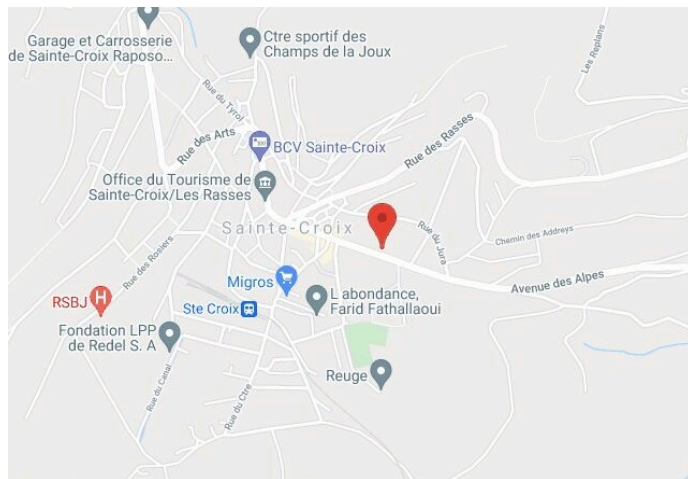 Garage et Carrosserie
de Sainte-Croix Raposo...
Ctre sportif des
Champs de la Joux
Les Replans
Rue du Tyrol
Rue des Arts
BCV Sainte-Croix
Rue des Rasses
Office du Tourisme de
Sainte-Croix/Les Rasses
Sainte-Croix
Rue du Jura
Chemin des Addreys
Rue des Rosiers
Avenue des Alpes
Migros
RSBJ
H
Ste Croix
L abondance,
Farid Fathallaoui
Fondation LPP
de Redel S. A
Reuge
Rue du Canal
Rue du Ctre